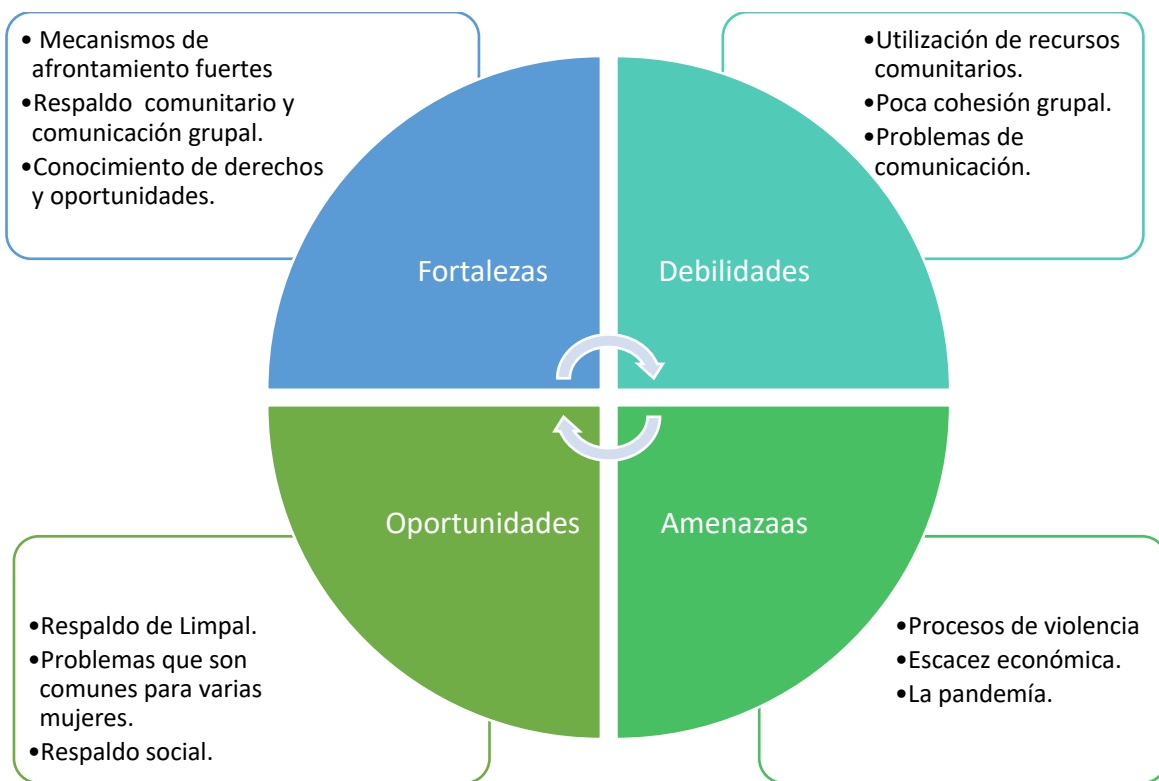 • Mecanismos de
afrontamiento fuertes
•Respaldo comunitario y
comunicación grupal.
•Conocimiento de derechos
y oportunidades.
•Utilización de recursos
comunitarios.
•Poca cohesión grupal.
•Problemas de
comunicación.
Fortalezas
Debilidades
Oportunidades
Amenazaas
•Respaldo de Limpal.
•Problemas que son
comunes para varias
mujeres.
•Respaldo social.
•Procesos de violencia
•Escacez económica.
•La pandemía.